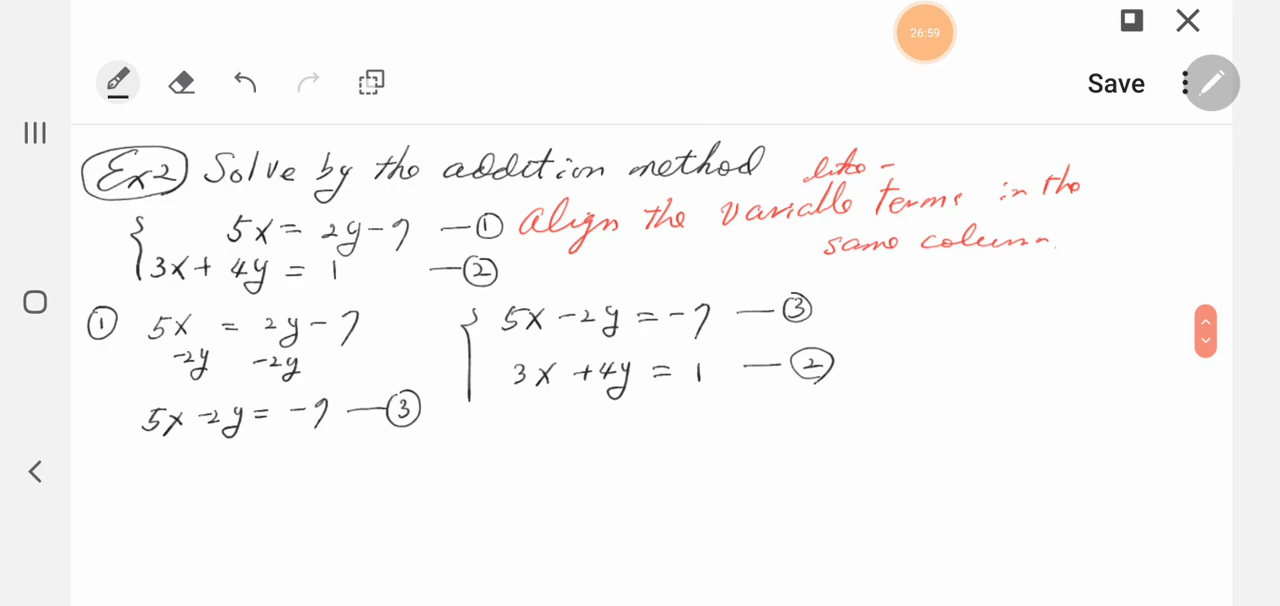 26:59
Save
Ex2 Solve by the addition method
like -
Align the variable terms in the
same column.
5x = 2y - 7 — ①
3x + 4y = 1 — ②
① 5x = 2y - 7
-2y -2y
5x - 2y = -7 — ③
5x - 2y = -7 — ③
3x + 4y = 1 — ②